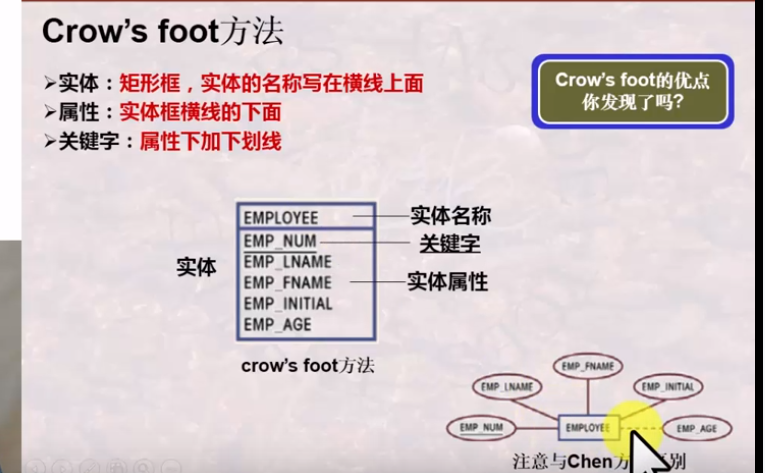 Crow's foot方法
➢实体：矩形框，实体的名称写在横线上面
➢属性：实体框横线的下面
➢关键字：属性下加下划线
Crow's foot的优点
你发现了吗?
实体
EMPLOYEE
EMP_NUM
EMP_LNAME
EMP_FNAME
EMP_INITIAL
EMP_AGE
实体名称
关键字
实体属性
crow's foot方法
EMP_FNAME
EMP_LNAME
EMP_INITIAL
EMP_NUM
EMPLOYEE
EMP_AGE
注意与Chen方 别